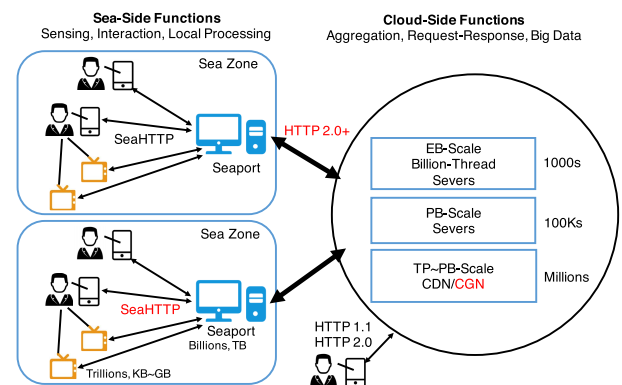 Sea-Side Functions
Sensing, Interaction, Local Processing
Cloud-Side Functions
Aggregation, Request-Response, Big Data
Sea Zone
SeaHTTP
Seaport
HTTP 2.0+
EB-Scale
Billion-Thread
Severs
1000s
PB-Scale
Severs
100Ks
TP~PB-Scale
CDN/CGN
Millions
Sea Zone
SeaHTTP
Seaport
Billions, TB
Trillions, KB~GB
HTTP 1.1
HTTP 2.0